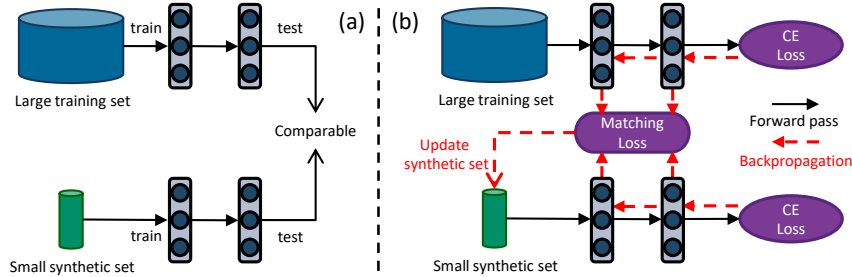 (a)
train
test
Large training set
Comparable
train
test
Small synthetic set
(b)
CE
Loss
Large training set
Matching
Loss
Forward pass
Update
synthetic set
Backpropagation
CE
Loss
Small synthetic set